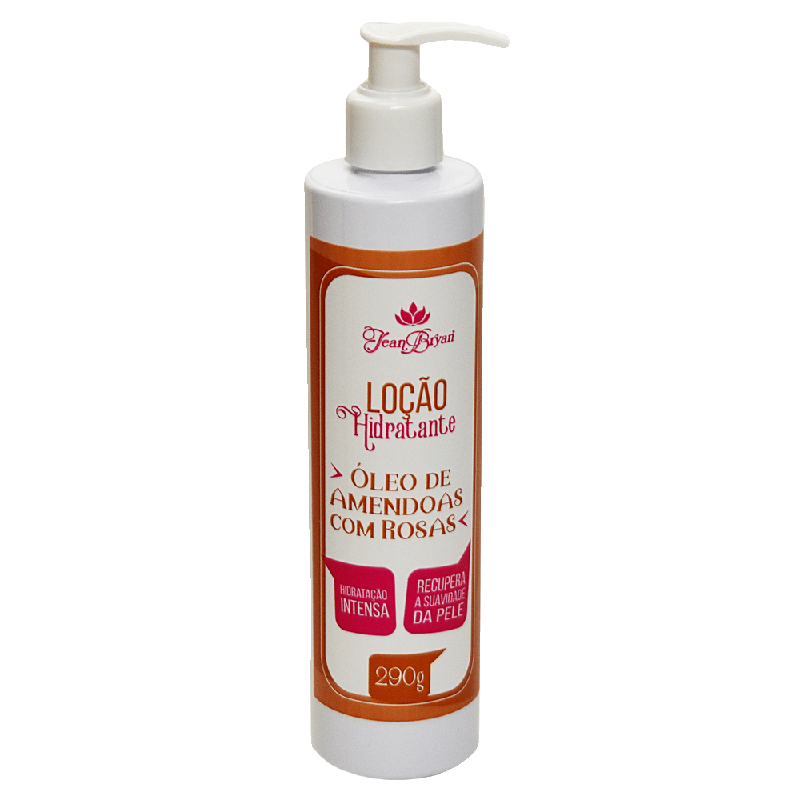 Jean Bryan
LOÇÃO
Hidratante
ÓLEO DE
AMENDOAS
COM ROSAS
HIDRATAÇÃO
INTENSA
RECUPERA
A SUAVIDADE
DA PELE
290g